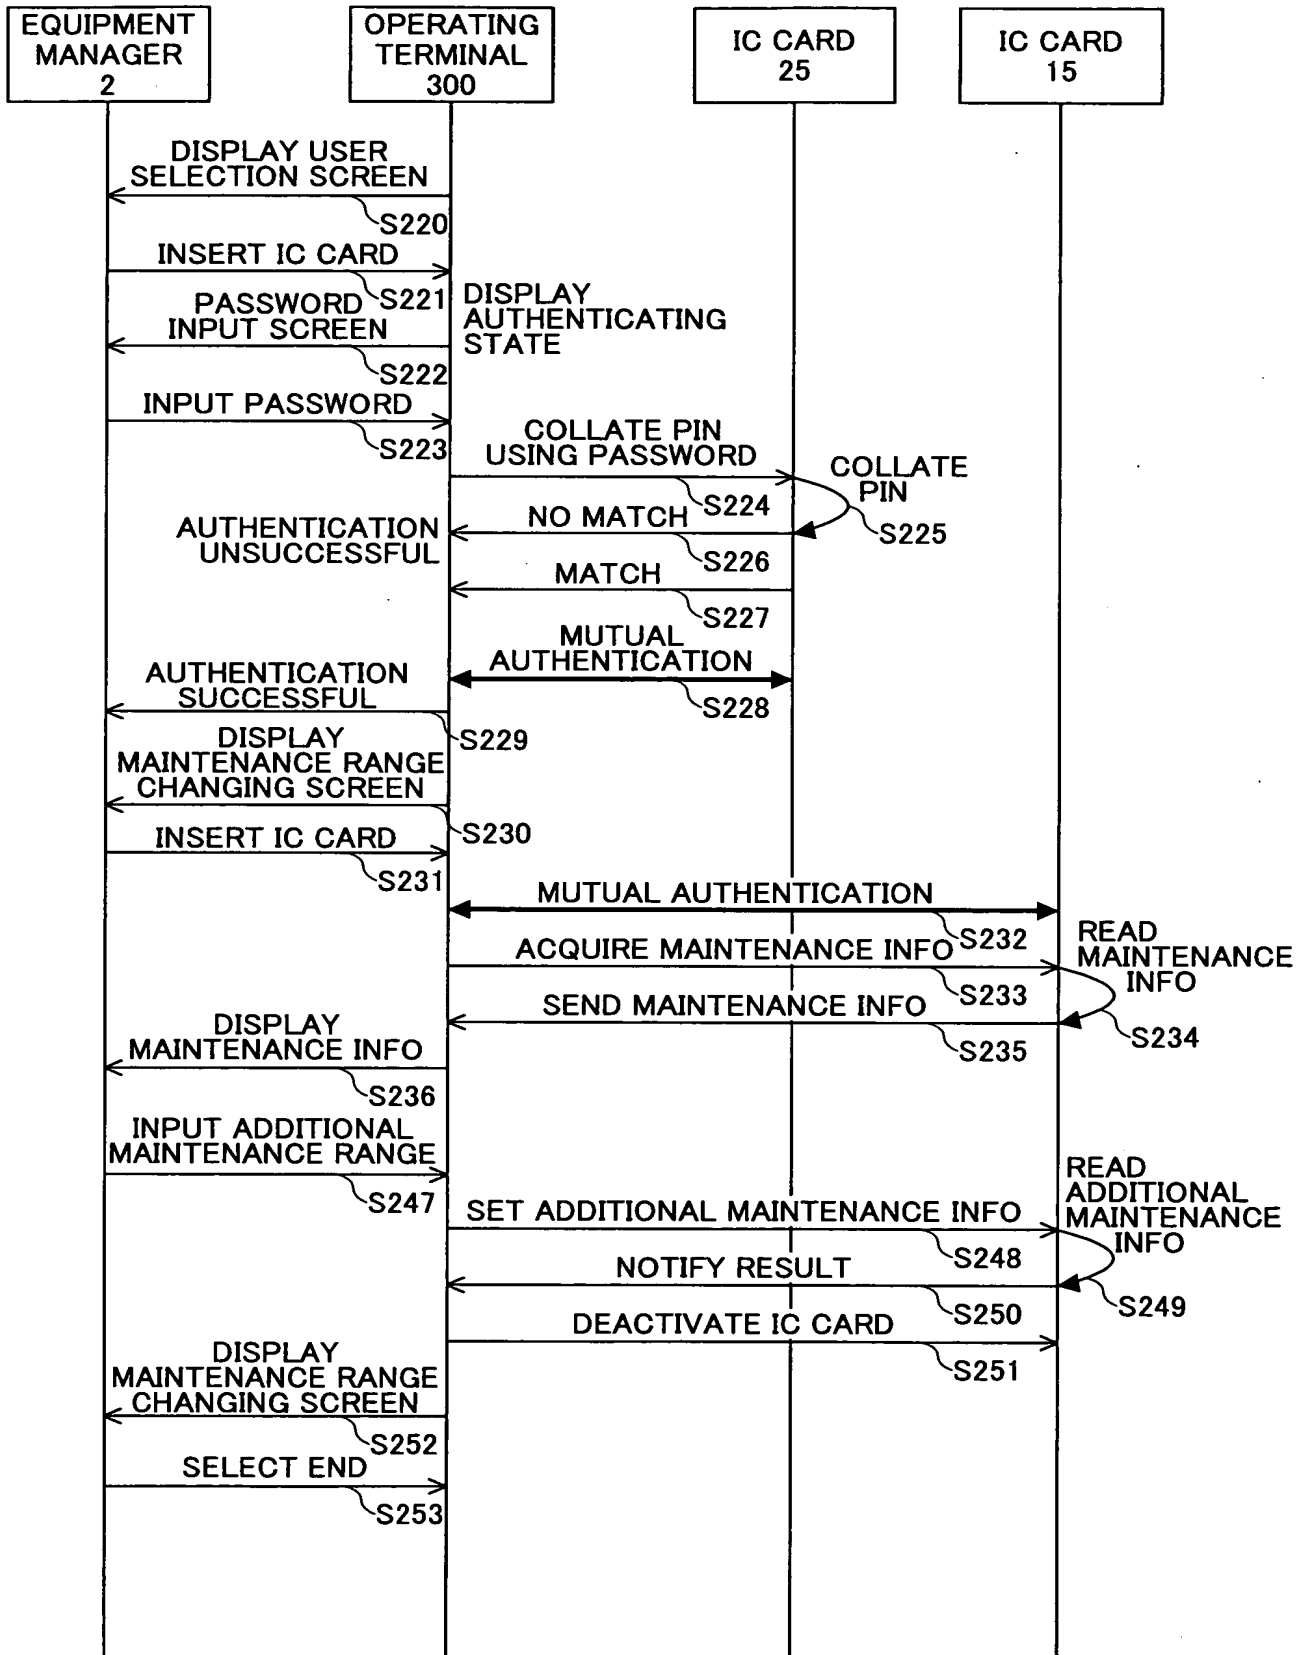 EQUIPMENT
MANAGER
2
OPERATING
TERMINAL
300
IC CARD
25
IC CARD
15
DISPLAY USER
SELECTION SCREEN
S220
INSERT IC CARD
S221
PASSWORD
INPUT SCREEN
DISPLAY
AUTHENTICATING
STATE
S222
INPUT PASSWORD
S223
COLLATE PIN
USING PASSWORD
S224
COLLATE
PIN
S225
NO MATCH
S226
AUTHENTICATION
UNSUCCESSFUL
MATCH
S227
MUTUAL
AUTHENTICATION
S228
AUTHENTICATION
SUCCESSFUL
S229
DISPLAY
MAINTENANCE RANGE
CHANGING SCREEN
S230
INSERT IC CARD
S231
MUTUAL AUTHENTICATION
S232
ACQUIRE MAINTENANCE INFO
S233
READ
MAINTENANCE
INFO
S234
SEND MAINTENANCE INFO
S235
DISPLAY
MAINTENANCE INFO
S236
INPUT ADDITIONAL
MAINTENANCE RANGE
S247
SET ADDITIONAL MAINTENANCE INFO
S248
READ
ADDITIONAL
MAINTENANCE
INFO
S249
NOTIFY RESULT
S250
DEACTIVATE IC CARD
S251
DISPLAY
MAINTENANCE RANGE
CHANGING SCREEN
S252
SELECT END
S253